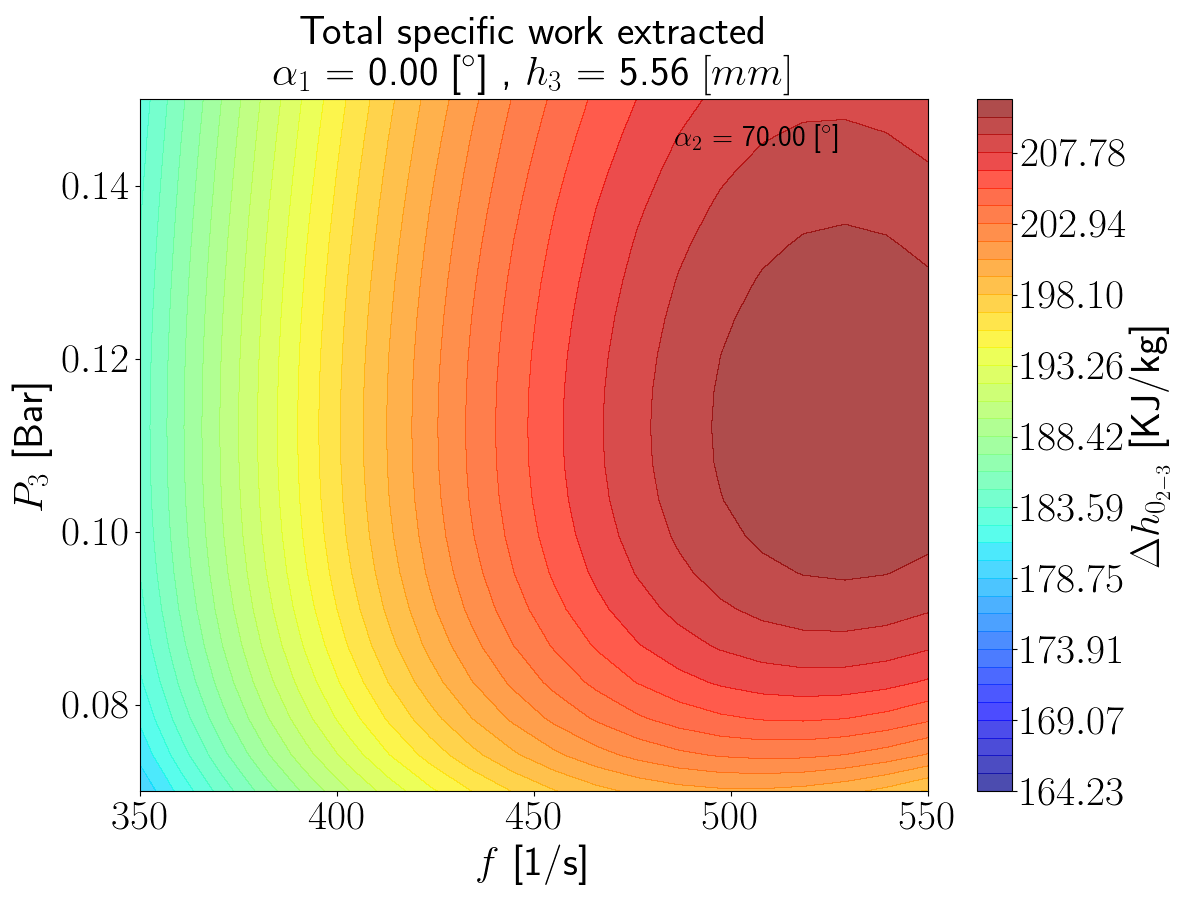 Total specific work extracted
α₁ = 0.00 [°] , h₃ = 5.56 [mm]
α₂ = 70.00 [°]
0.14
0.12
0.10
0.08
P₃ [Bar]
350 400 450 500 550
f [1/s]
207.78
202.94
198.10
193.26
188.42
183.59
178.75
173.91
169.07
164.23
Δh₀₂₋₃ [KJ/kg]